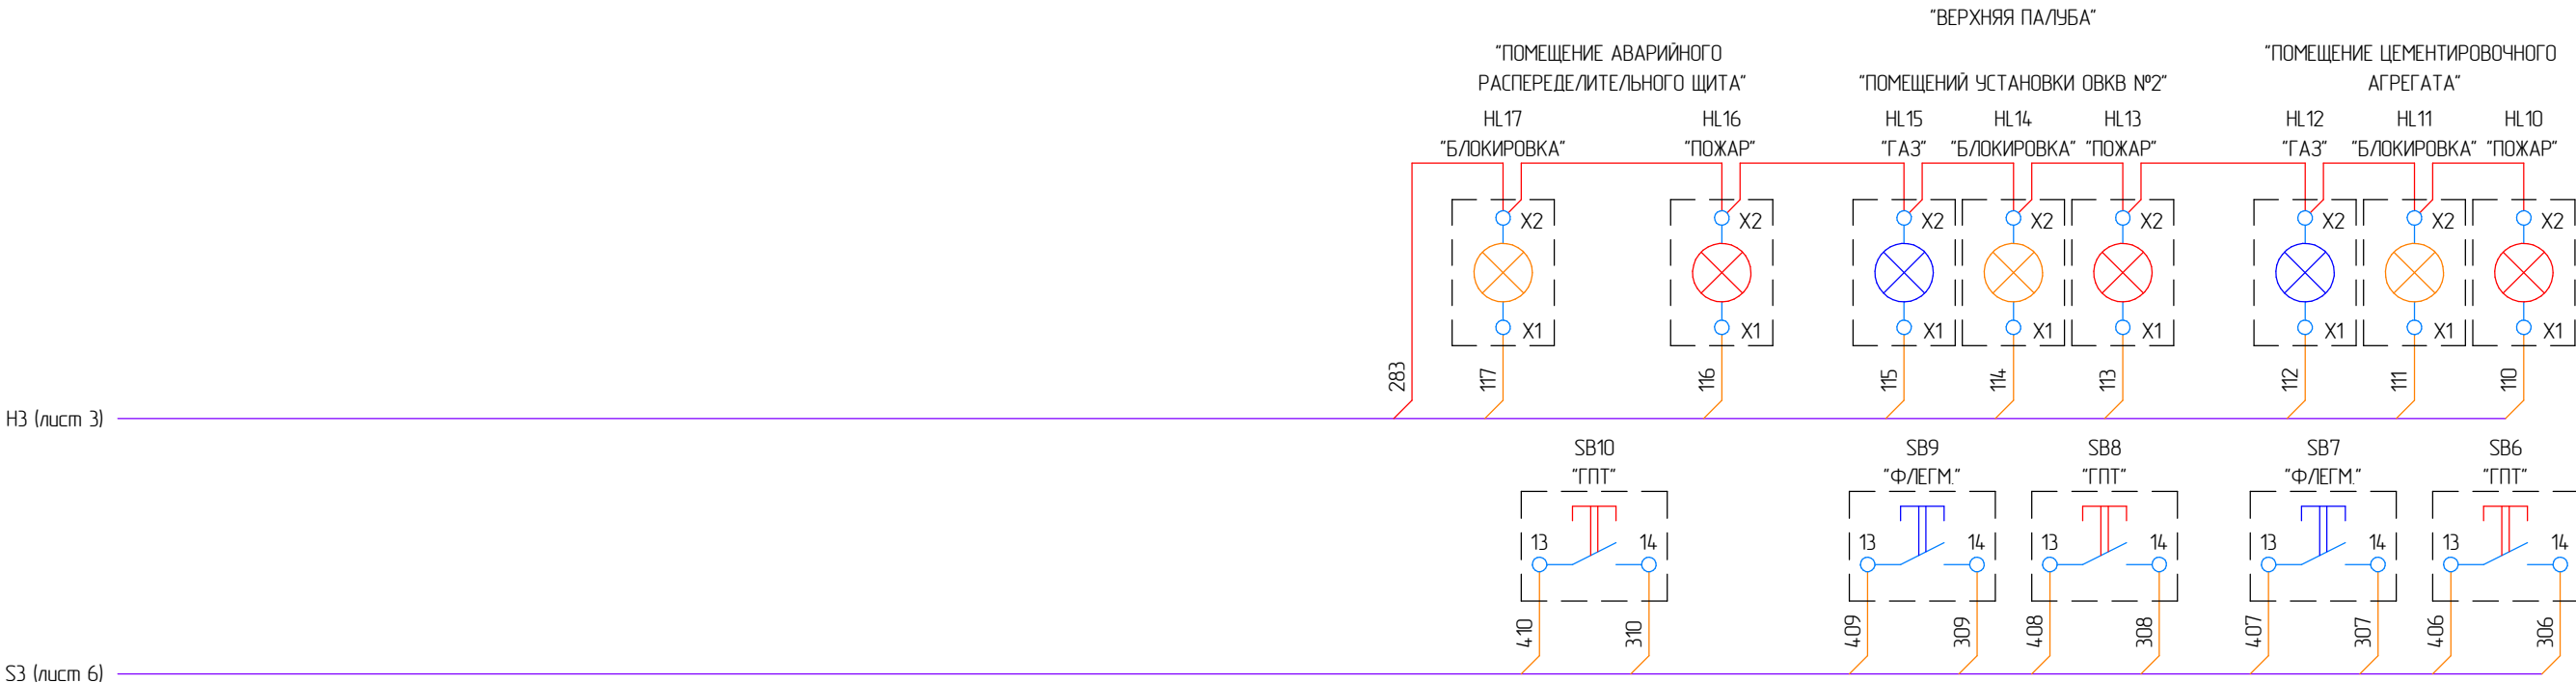 "ВЕРХНЯЯ ПАЛУБА"
"ПОМЕЩЕНИЕ АВАРИЙНОГО
РАСПЕРЕДЕЛИТЕЛЬНОГО ЩИТА"
"ПОМЕЩЕНИЙ УСТАНОВКИ ОВКВ №2"
"ПОМЕЩЕНИЕ ЦЕМЕНТИРОВОЧНОГО
АГРЕГАТА"
HL17
"БЛОКИРОВКА"
HL16
"ПОЖАР"
HL15
"ГАЗ"
HL14
"БЛОКИРОВКА"
HL13
"ПОЖАР"
HL12
"ГАЗ"
HL11
"БЛОКИРОВКА"
HL10
"ПОЖАР"
X2
X2
X2
X2
X2
X2
X2
X2
X1
X1
X1
X1
X1
X1
X1
X1
283
117
116
115
114
113
112
111
110
Н3 (лист 3)
SB10
"ГПТ"
SB9
"ФЛЕГМ."
SB8
"ГПТ"
SB7
"ФЛЕГМ."
SB6
"ГПТ"
13
14
13
14
13
14
13
14
13
14
410
310
409
309
408
308
407
307
406
306
S3 (лист 6)